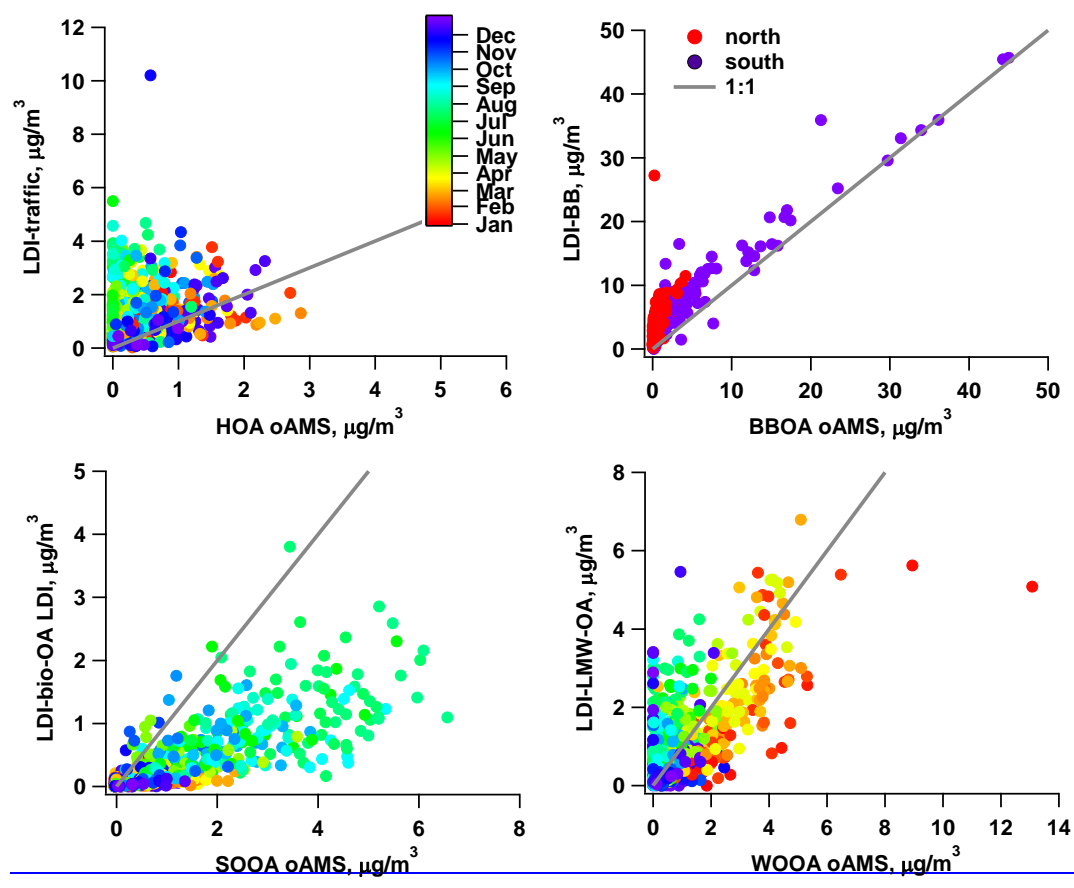 12
10
8
6
4
2
0
LDI-traffic, µg/m3
0 1 2 3 4 5 6
HOA oAMS, µg/m3
Dec
Nov
Oct
Sep
Aug
Jul
Jun
May
Apr
Mar
Feb
Jan
50
40
30
20
10
0
LDI-BB, µg/m3
north
south
1:1
0 10 20 30 40 50
BBOA oAMS, µg/m3
5
4
3
2
1
0
LDI-bio-OA LDI, µg/m3
0 2 4 6 8
SOOA oAMS, µg/m3
8
6
4
2
0
LDI-LMW-OA, µg/m3
0 2 4 6 8 10 12 14
WOOA oAMS, µg/m3